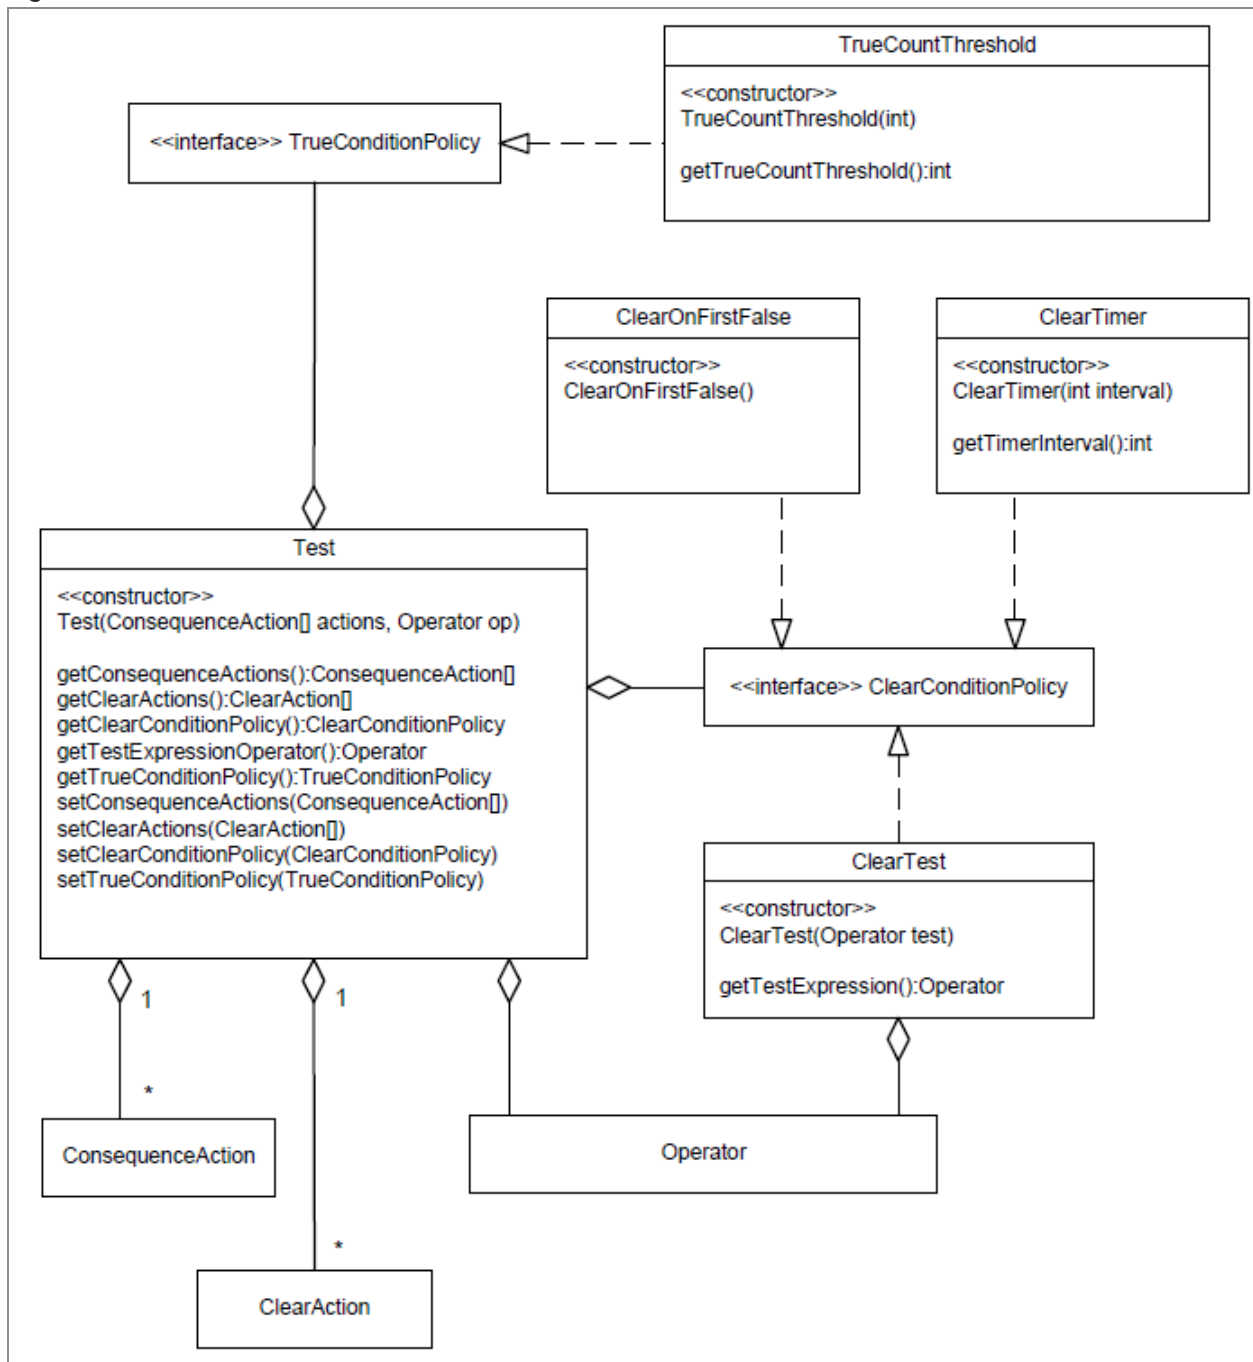 TrueCountThreshold
<<constructor>>
TrueCountThreshold(int)
getTrueCountThreshold():int
<<interface>> TrueConditionPolicy
ClearOnFirstFalse
<<constructor>>
ClearOnFirstFalse()
ClearTimer
<<constructor>>
ClearTimer(int interval)
getTimerInterval():int
Test
<<constructor>>
Test(ConsequenceAction[] actions, Operator op)
getConsequenceActions():ConsequenceAction[]
getClearActions():ClearAction[]
getClearConditionPolicy():ClearConditionPolicy
getTestExpressionOperator():Operator
getTrueConditionPolicy():TrueConditionPolicy
setConsequenceActions(ConsequenceAction[])
setClearActions(ClearAction[])
setClearConditionPolicy(ClearConditionPolicy)
setTrueConditionPolicy(TrueConditionPolicy)
<<interface>> ClearConditionPolicy
ClearTest
<<constructor>>
ClearTest(Operator test)
getTestExpression():Operator
1
1
*
ConsequenceAction
Operator
*
ClearAction